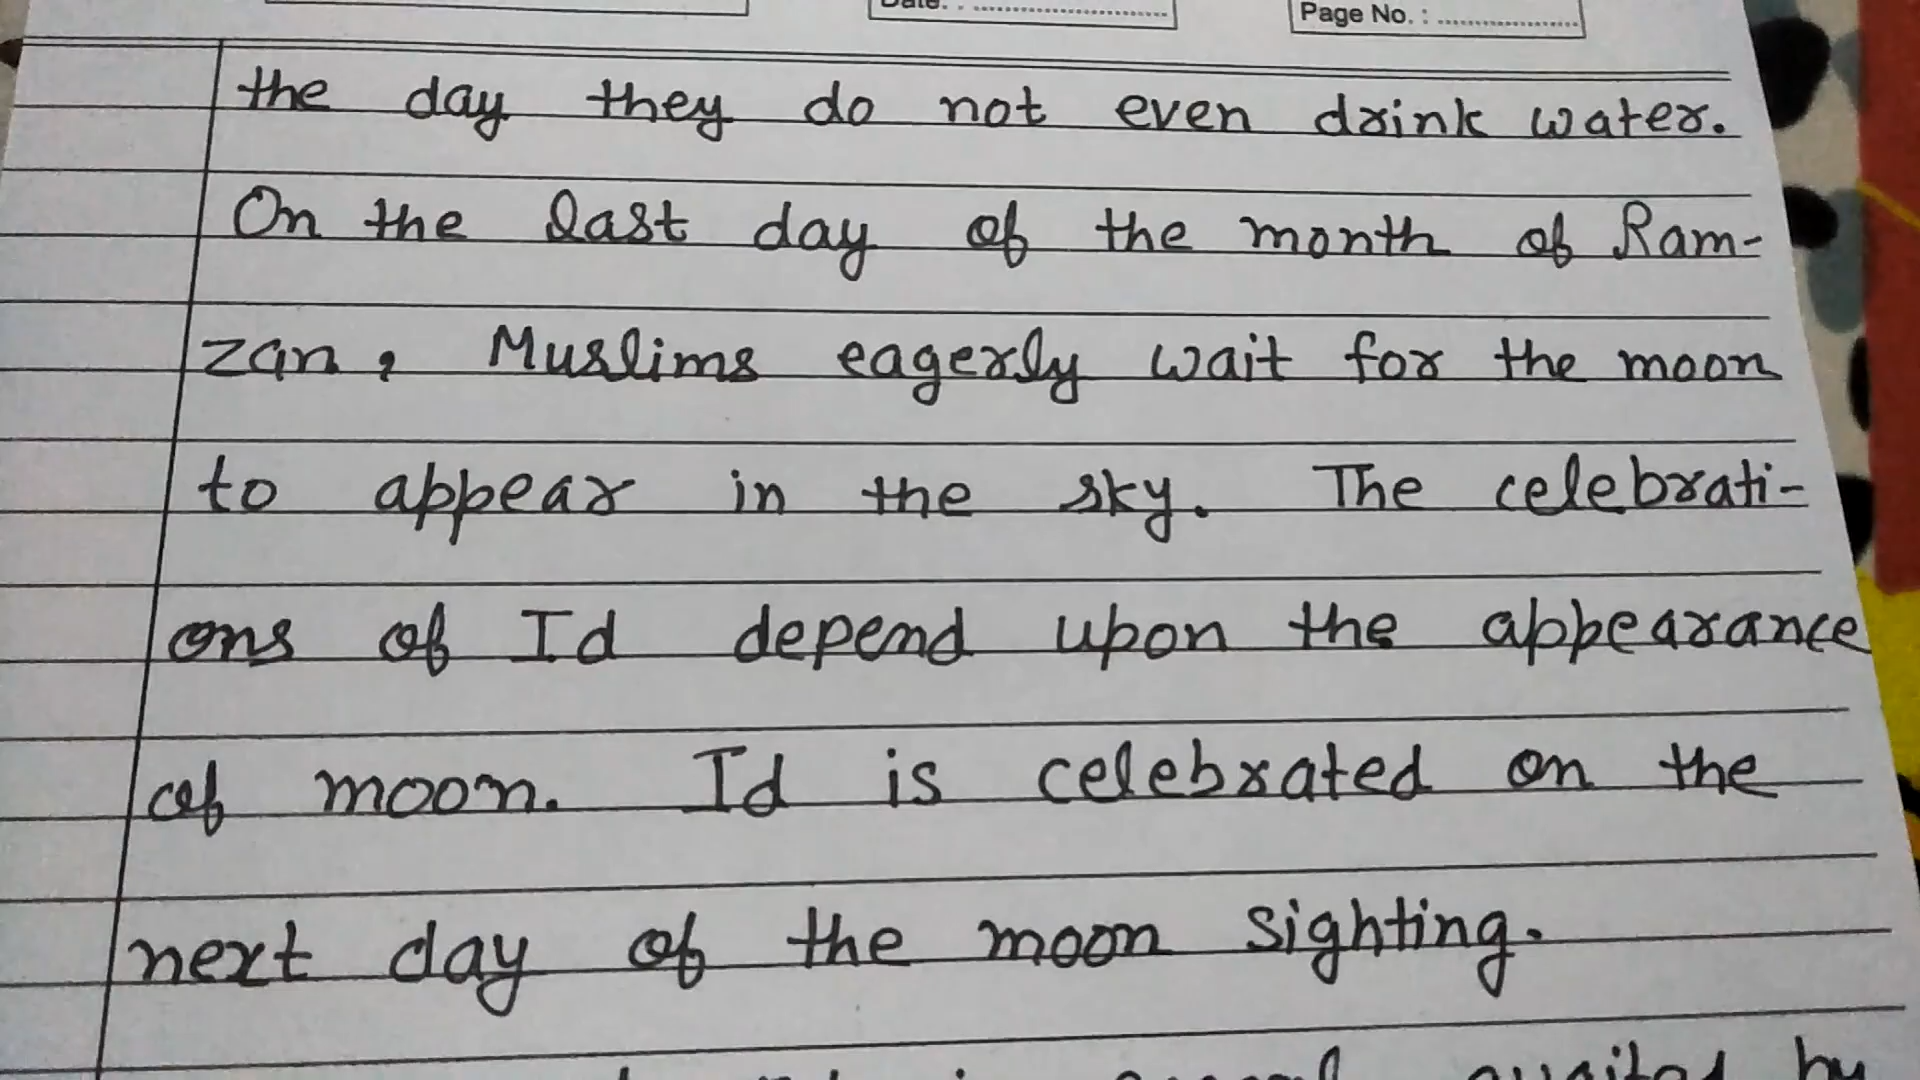 Date. :
Page No. :
the day they do not even drink water.
On the last day of the month of Ram-
zan, Muslims eagerly wait for the moon
to appear in the sky. The celebrati-
ons of Id depend upon the appearance
of moon. Id is celebrated on the
next day of the moon sighting.
by